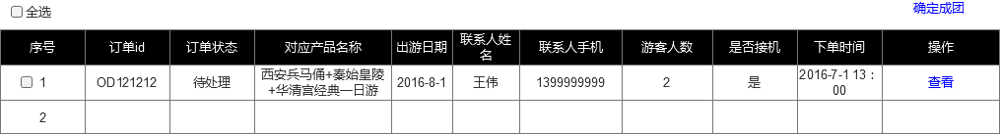 全选
确定成团
序号 订单id 订单状态 对应产品名称 出游日期 联系人姓名 联系人手机 游客人数 是否接机 下单时间 操作
1 OD121212 待处理 西安兵马俑+秦始皇陵+华清宫经典一日游 2016-8-1 王伟 1399999999 2 是 2016-7-1 13：00 查看
2